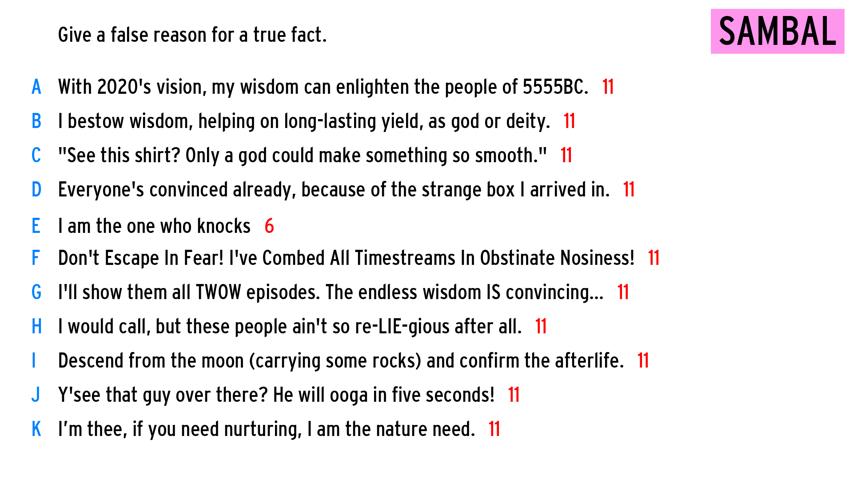 Give a false reason for a true fact.
SAMBAL
A With 2020's vision, my wisdom can enlighten the people of 5555BC. 11
B I bestow wisdom, helping on long-lasting yield, as god or deity. 11
C "See this shirt? Only a god could make something so smooth." 11
D Everyone's convinced already, because of the strange box I arrived in. 11
E I am the one who knocks 6
F Don't Escape In Fear! I've Combed All Timestreams In Obstinate Nosiness! 11
G I'll show them all TWOW episodes. The endless wisdom IS convincing... 11
H I would call, but these people ain't so re-LIE-gious after all. 11
I Descend from the moon (carrying some rocks) and confirm the afterlife. 11
J Y'see that guy over there? He will ooga in five seconds! 11
K I’m thee, if you need nurturing, I am the nature need. 11